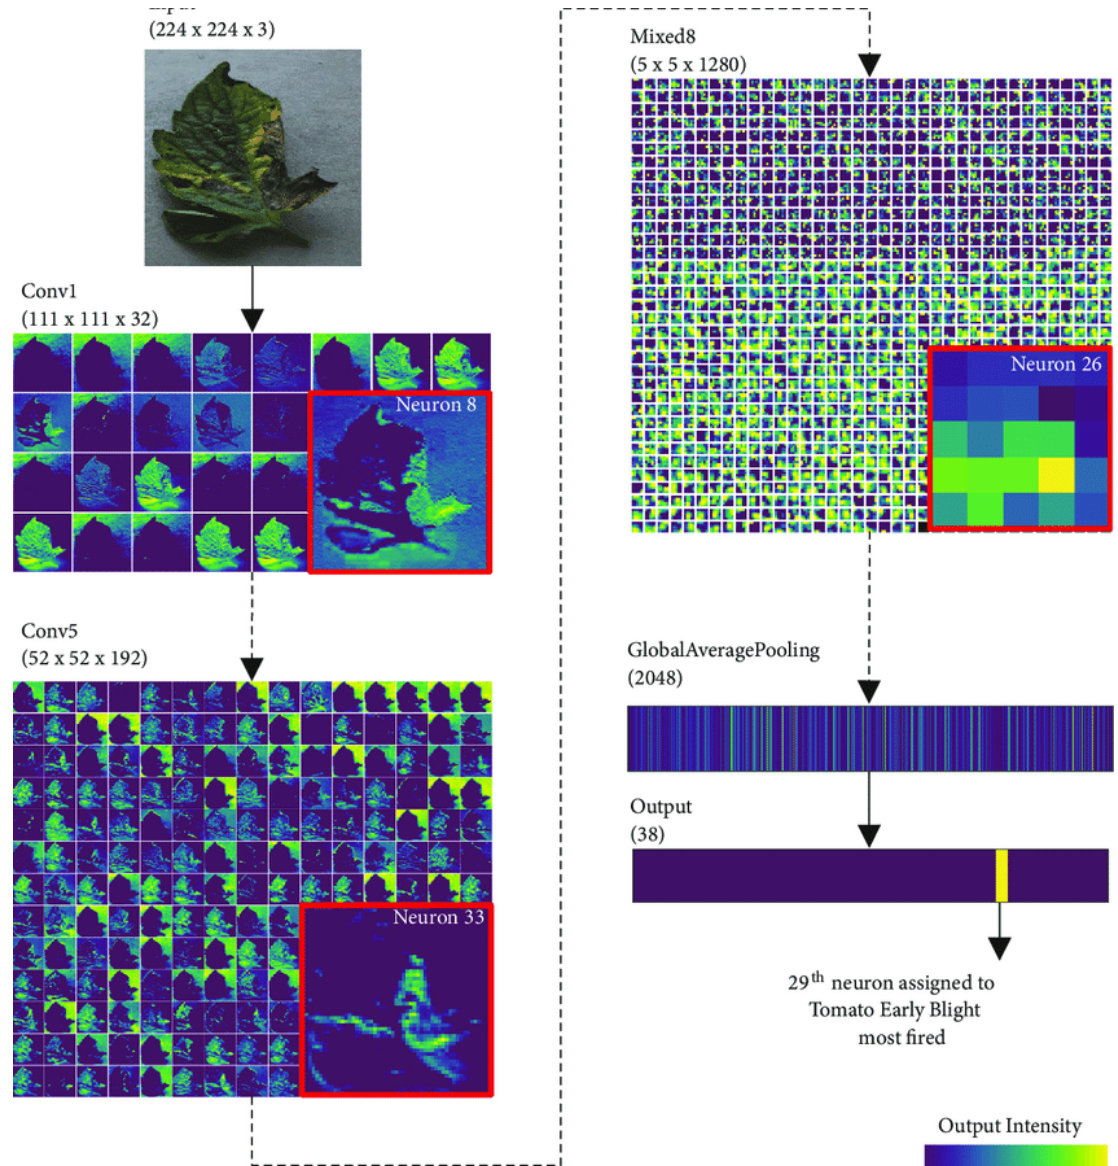 (224 x 224 x 3)
Conv1
(111 x 111 x 32)
Neuron 8
Conv5
(52 x 52 x 192)
Neuron 33
Mixed8
(5 x 5 x 1280)
Neuron 26
GlobalAveragePooling
(2048)
Output
(38)
29th neuron assigned to
Tomato Early Blight
most fired
Output Intensity